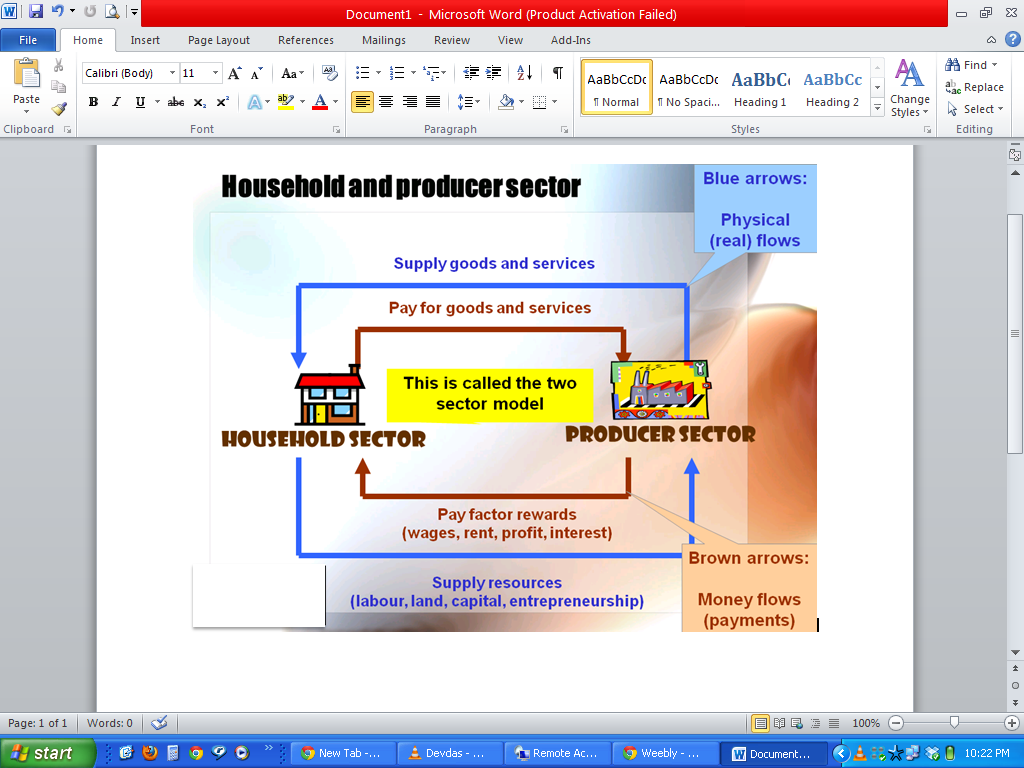 Document1 - Microsoft Word (Product Activation Failed)
File Home Insert Page Layout References Mailings Review View Add-Ins
Calibri (Body) 11
Paste
AaBbCcDc AaBbCcDc AaBbC AaBbCc
¶ Normal ¶ No Spaci... Heading 1 Heading 2
Change
Styles
Find
Replace
Select
Clipboard Font Paragraph Styles Editing
Household and producer sector
Blue arrows:
Physical
(real) flows
Supply goods and services
Pay for goods and services
This is called the two
sector model
HOUSEHOLD SECTOR
PRODUCER SECTOR
Pay factor rewards
(wages, rent, profit, interest)
Supply resources
(labour, land, capital, entrepreneurship)
Brown arrows:
Money flows
(payments)
Page: 1 of 1 Words: 0 100%
start New Tab -... Devdas - ... Remote Ac... Weebly - ... Document... 10:22 PM